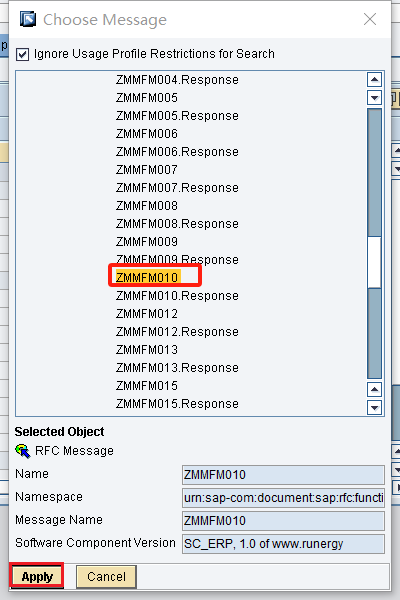 Choose Message
Ignore Usage Profile Restrictions for Search
ZMMFM004.Response
ZMMFM005
ZMMFM005.Response
ZMMFM006
ZMMFM006.Response
ZMMFM007
ZMMFM007.Response
ZMMFM008
ZMMFM008.Response
ZMMFM009
ZMMFM009.Response
ZMMFM010
ZMMFM010.Response
ZMMFM012
ZMMFM012.Response
ZMMFM013
ZMMFM013.Response
ZMMFM015
ZMMFM015.Response
Selected Object
RFC Message
Name ZMMFM010
Namespace urn:sap-com:document:sap:rfc:functi
Message Name ZMMFM010
Software Component Version SC_ERP, 1.0 of www.runergy
Apply Cancel